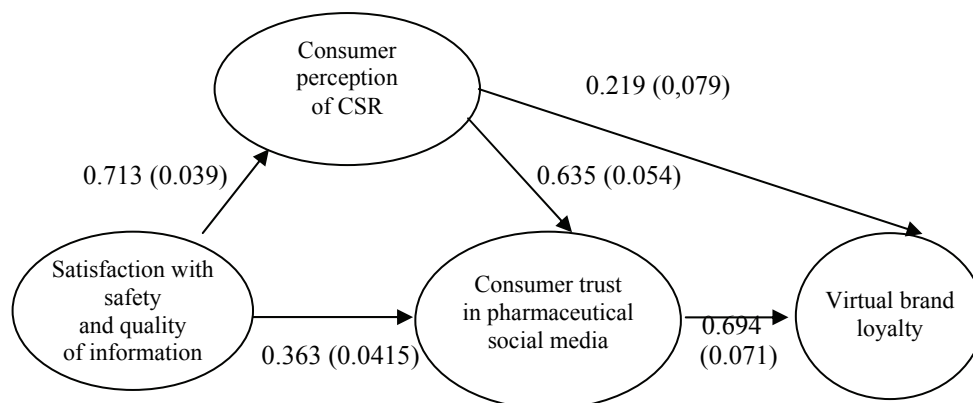 Consumer
perception
of CSR
0.219 (0,079)
0.713 (0.039)
0.635 (0.054)
Satisfaction with
safety
and quality
of information
Consumer trust
in pharmaceutical
social media
Virtual brand
loyalty
0.363 (0.0415)
0.694
(0.071)